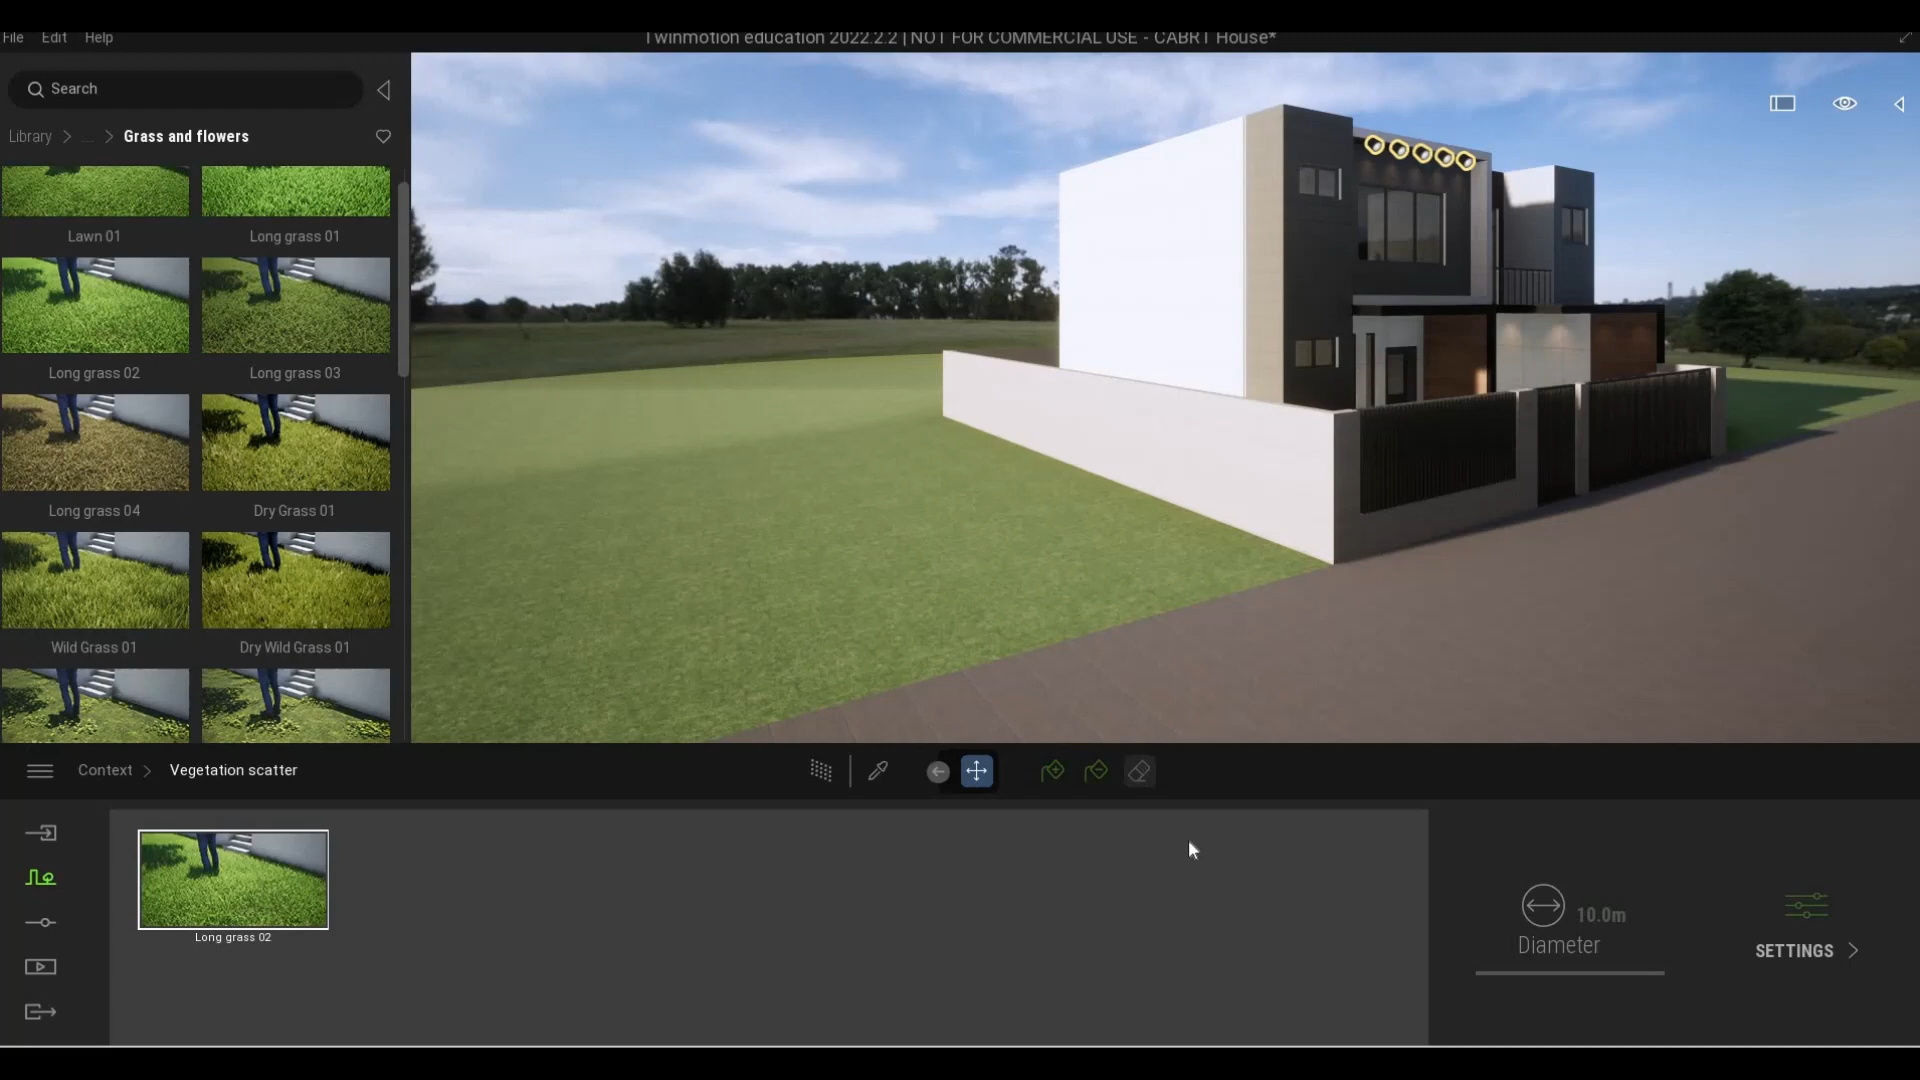 File Edit Help
Twinmotion education 2022.2.2 | NOT FOR COMMERCIAL USE - CABRT House*
Search
Library > ... > Grass and flowers
Lawn 01
Long grass 01
Long grass 02
Long grass 03
Long grass 04
Dry Grass 01
Wild Grass 01
Dry Wild Grass 01
Context > Vegetation scatter
Long grass 02
10.0m
Diameter
SETTINGS >